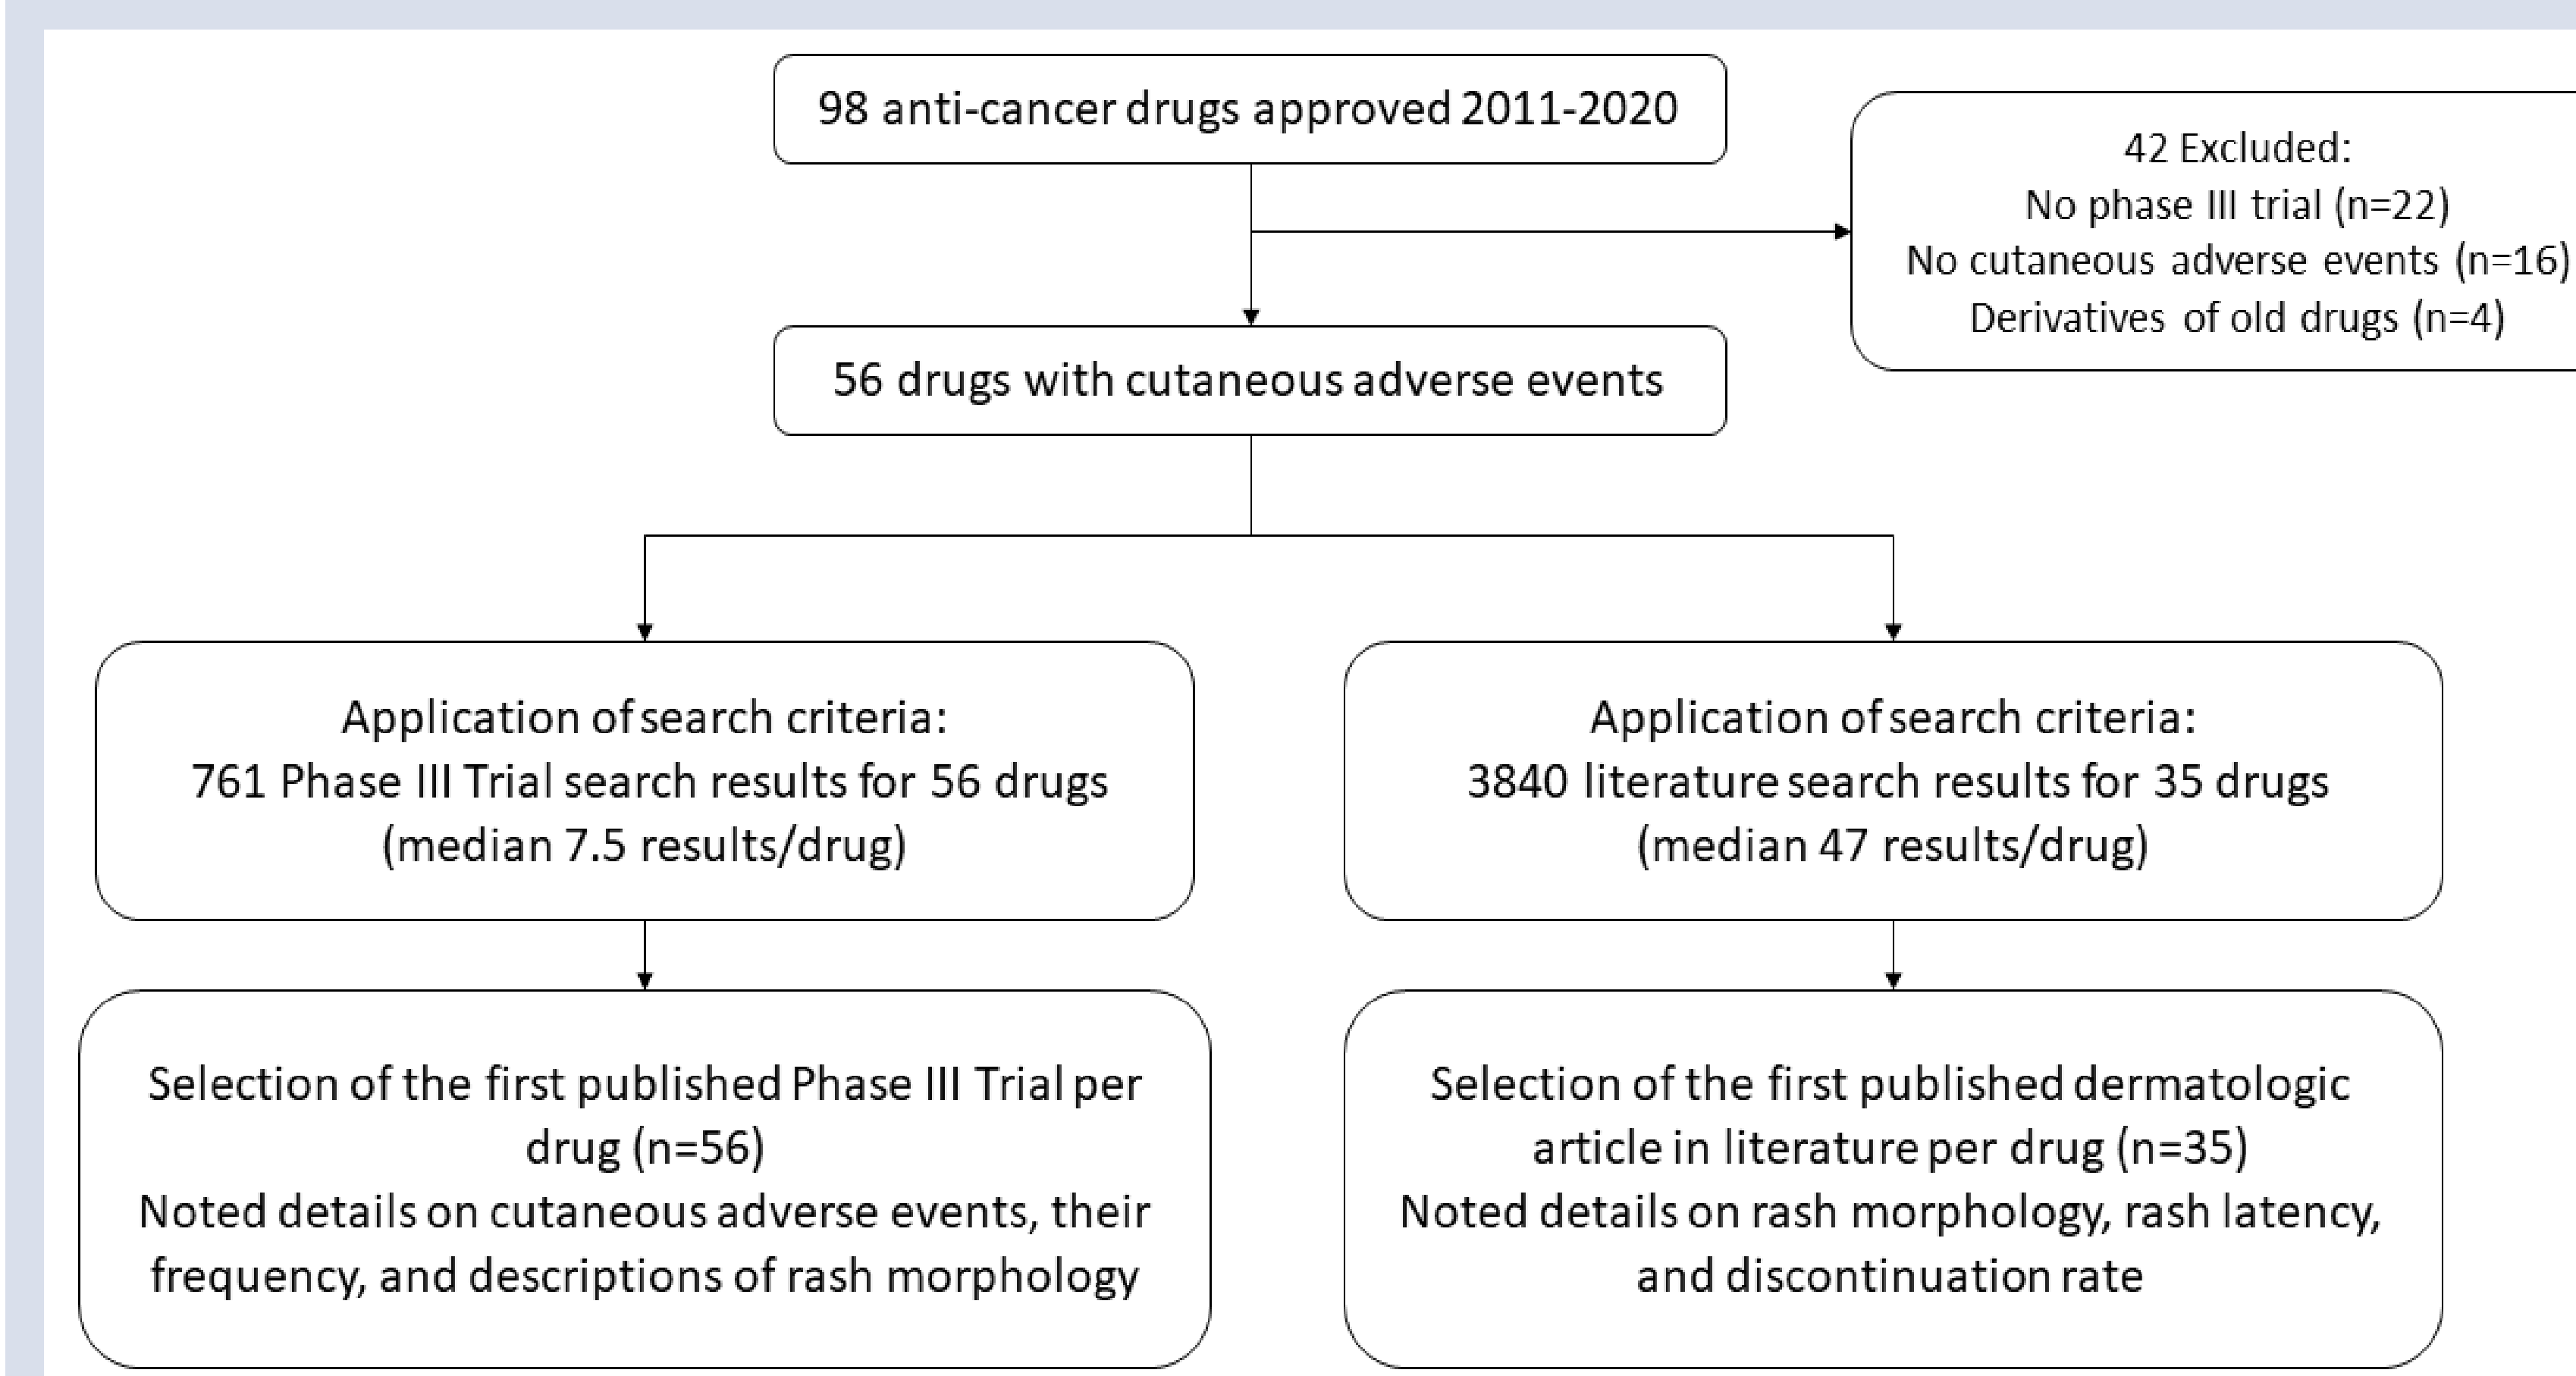 98 anti-cancer drugs approved 2011-2020
42 Excluded:
No phase III trial (n=22)
No cutaneous adverse events (n=16)
Derivatives of old drugs (n=4)
56 drugs with cutaneous adverse events
Application of search criteria:
761 Phase III Trial search results for 56 drugs
(median 7.5 results/drug)
Application of search criteria:
3840 literature search results for 35 drugs
(median 47 results/drug)
Selection of the first published Phase III Trial per
drug (n=56)
Noted details on cutaneous adverse events, their
frequency, and descriptions of rash morphology
Selection of the first published dermatologic
article in literature per drug (n=35)
Noted details on rash morphology, rash latency,
and discontinuation rate